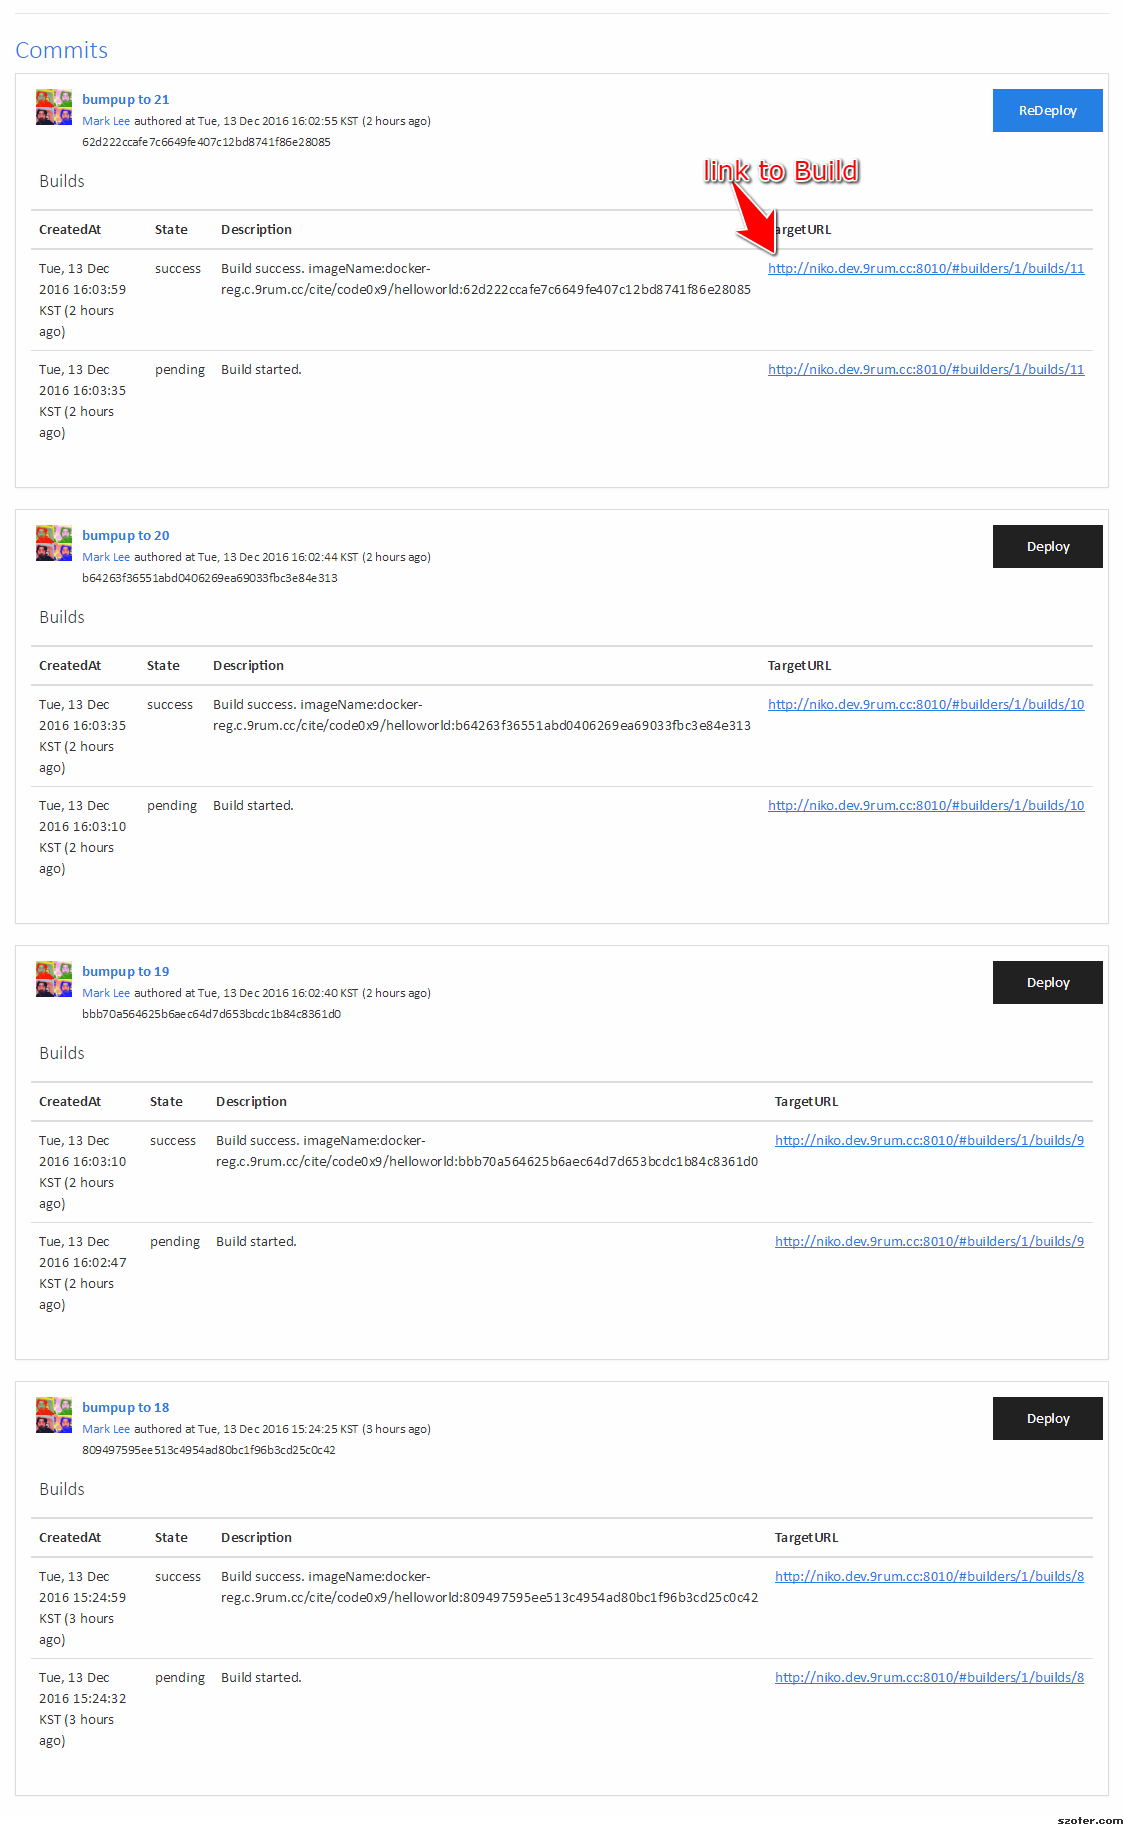 Commits
bumpup to 21
ReDeploy
Mark Lee authored at Tue, 13 Dec 2016 16:02:55 KST (2 hours ago)
62d222ccafe7c6649fe407c12bd8741f86e28085
link to Build
Builds
CreatedAt State Description argetURL
Tue, 13 Dec success Build success. imageName:docker- http://niko.dev.9rum.cc:8010/#builders/1/builds/11
2016 16:03:59 reg.c.9rum.cc/cite/code0x9/helloworld:62d222ccafe7c6649fe407c12bd8741f86e28085
KST (2 hours
ago)
Tue, 13 Dec pending Build started. http://niko.dev.9rum.cc:8010/#builders/1/builds/11
2016 16:03:35
KST (2 hours
ago)
bumpup to 20
Deploy
Mark Lee authored at Tue, 13 Dec 2016 16:02:44 KST (2 hours ago)
b64263f36551abd0406269ea69033fbc3e84e313
Builds
CreatedAt State Description TargetURL
Tue, 13 Dec success Build success. imageName:docker- http://niko.dev.9rum.cc:8010/#builders/1/builds/10
2016 16:03:35 reg.c.9rum.cc/cite/code0x9/helloworld:b64263f36551abd0406269ea69033fbc3e84e313
KST (2 hours
ago)
Tue, 13 Dec pending Build started. http://niko.dev.9rum.cc:8010/#builders/1/builds/10
2016 16:03:10
KST (2 hours
ago)
bumpup to 19
Deploy
Mark Lee authored at Tue, 13 Dec 2016 16:02:40 KST (2 hours ago)
bbb70a564625b6aec64d7d653bcdc1b84c8361d0
Builds
CreatedAt State Description TargetURL
Tue, 13 Dec success Build success. imageName:docker- http://niko.dev.9rum.cc:8010/#builders/1/builds/9
2016 16:03:10 reg.c.9rum.cc/cite/code0x9/helloworld:bbb70a564625b6aec64d7d653bcdc1b84c8361d0
KST (2 hours
ago)
Tue, 13 Dec pending Build started. http://niko.dev.9rum.cc:8010/#builders/1/builds/9
2016 16:02:47
KST (2 hours
ago)
bumpup to 18
Deploy
Mark Lee authored at Tue, 13 Dec 2016 15:24:25 KST (3 hours ago)
809497595ee513c4954ad80bc1f96b3cd25c0c42
Builds
CreatedAt State Description TargetURL
Tue, 13 Dec success Build success. imageName:docker- http://niko.dev.9rum.cc:8010/#builders/1/builds/8
2016 15:24:59 reg.c.9rum.cc/cite/code0x9/helloworld:809497595ee513c4954ad80bc1f96b3cd25c0c42
KST (3 hours
ago)
Tue, 13 Dec pending Build started. http://niko.dev.9rum.cc:8010/#builders/1/builds/8
2016 15:24:32
KST (3 hours
ago)
szoter.com